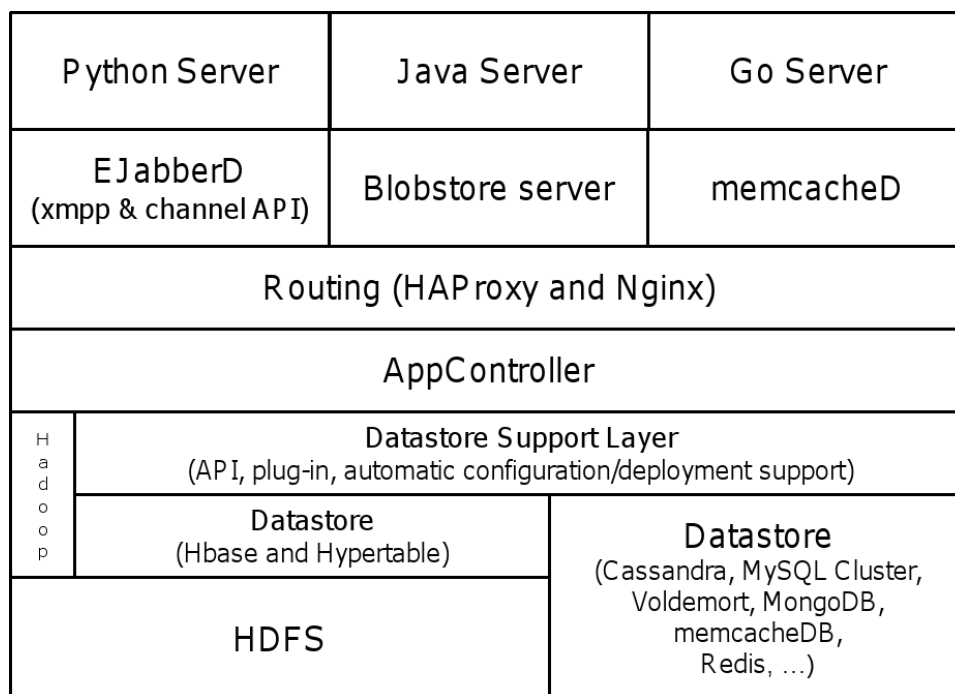 Python Server
Java Server
Go Server
EJabberD
(xmpp & channel API)
Blobstore server
memcacheD
Routing (HAProxy and Nginx)
AppController
Hadoop
Datastore Support Layer
(API, plug-in, automatic configuration/deployment support)
Datastore
(Hbase and Hypertable)
Datastore
(Cassandra, MySQL Cluster,
Voldemort, MongoDB,
memcacheDB,
Redis, ...)
HDFS